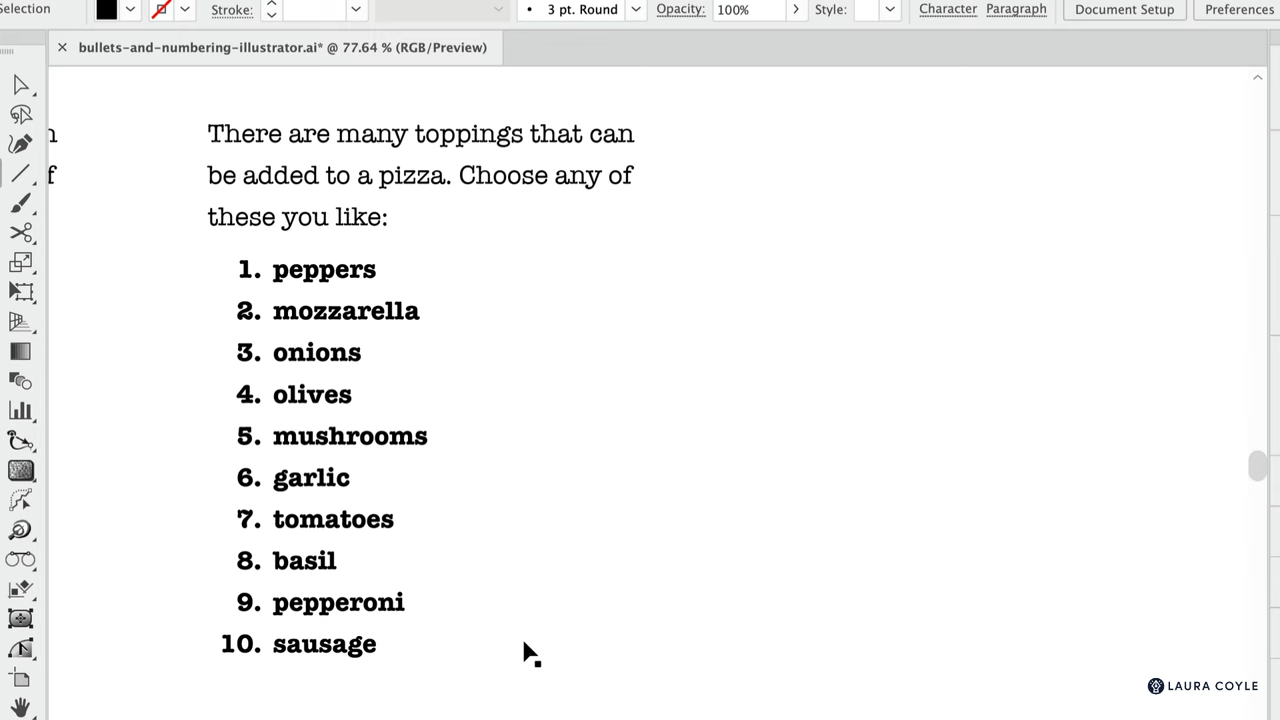 Selection
Stroke:
3 pt. Round
Opacity:
100%
Style:
Character
Paragraph
Document Setup
Preferences
bullets-and-numbering-illustrator.ai* @ 77.64 % (RGB/Preview)
There are many toppings that can
be added to a pizza. Choose any of
these you like:
1. peppers
2. mozzarella
3. onions
4. olives
5. mushrooms
6. garlic
7. tomatoes
8. basil
9. pepperoni
10. sausage
LAURA COYLE